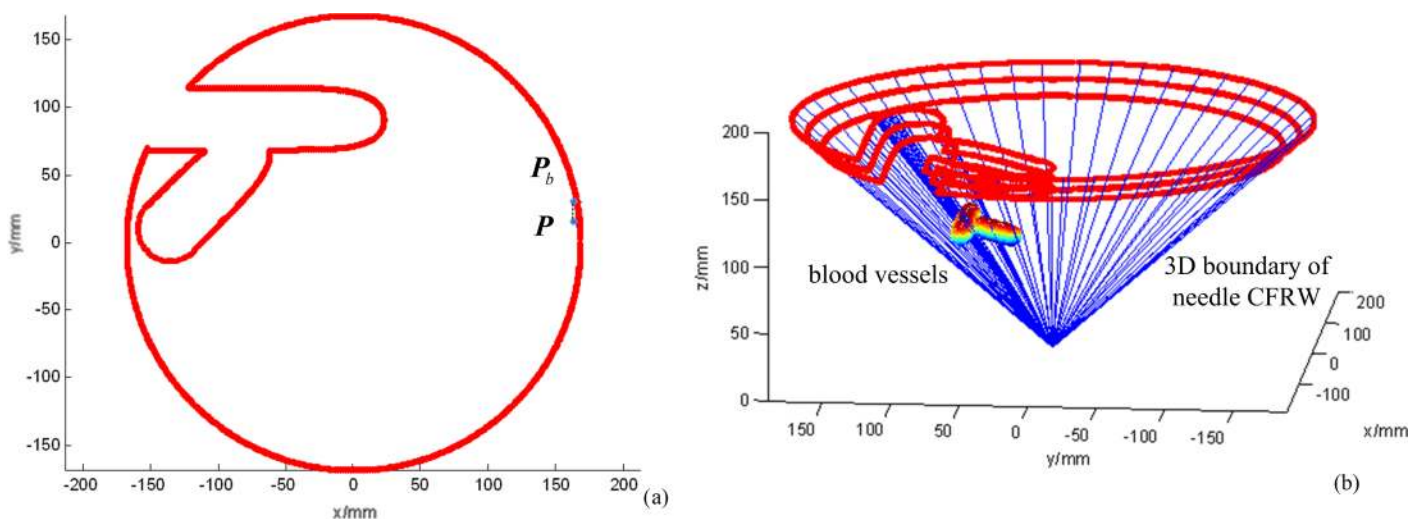 150
100
50
0
-50
-100
-150
y/mm
-200 -150 -100 -50 0 50 100 150 200
x/mm
P_b
P
(a)
200
150
100
50
0
z/mm
blood vessels
3D boundary of
needle CFRW
150 100 50 0 -50 -100 -150
y/mm
200
100
0
-100
x/mm
(b)